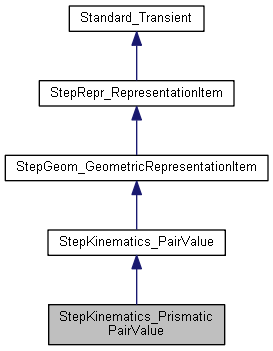 Standard_Transient
StepRepr_RepresentationItem
StepGeom_GeometricRepresentationItem
StepKinematics_PairValue
StepKinematics_Prismatic
PairValue